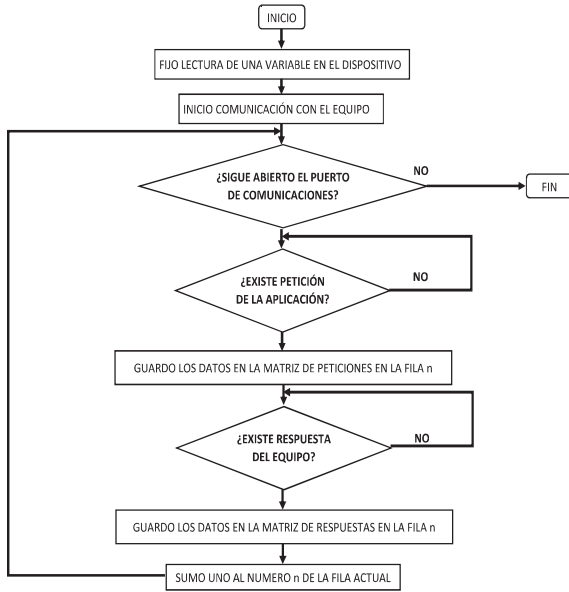 INICIO
FIJO LECTURA DE UNA VARIABLE EN EL DISPOSITIVO
INICIO COMUNICACIÓN CON EL EQUIPO
¿SIGUE ABIERTO EL PUERTO
DE COMUNICACIONES?
NO
FIN
¿EXISTE PETICIÓN
DE LA APLICACIÓN?
NO
GUARDO LOS DATOS EN LA MATRIZ DE PETICIONES EN LA FILA n
¿EXISTE RESPUESTA
DEL EQUIPO?
NO
GUARDO LOS DATOS EN LA MATRIZ DE RESPUESTAS EN LA FILA n
SUMO UNO AL NUMERO n DE LA FILA ACTUAL